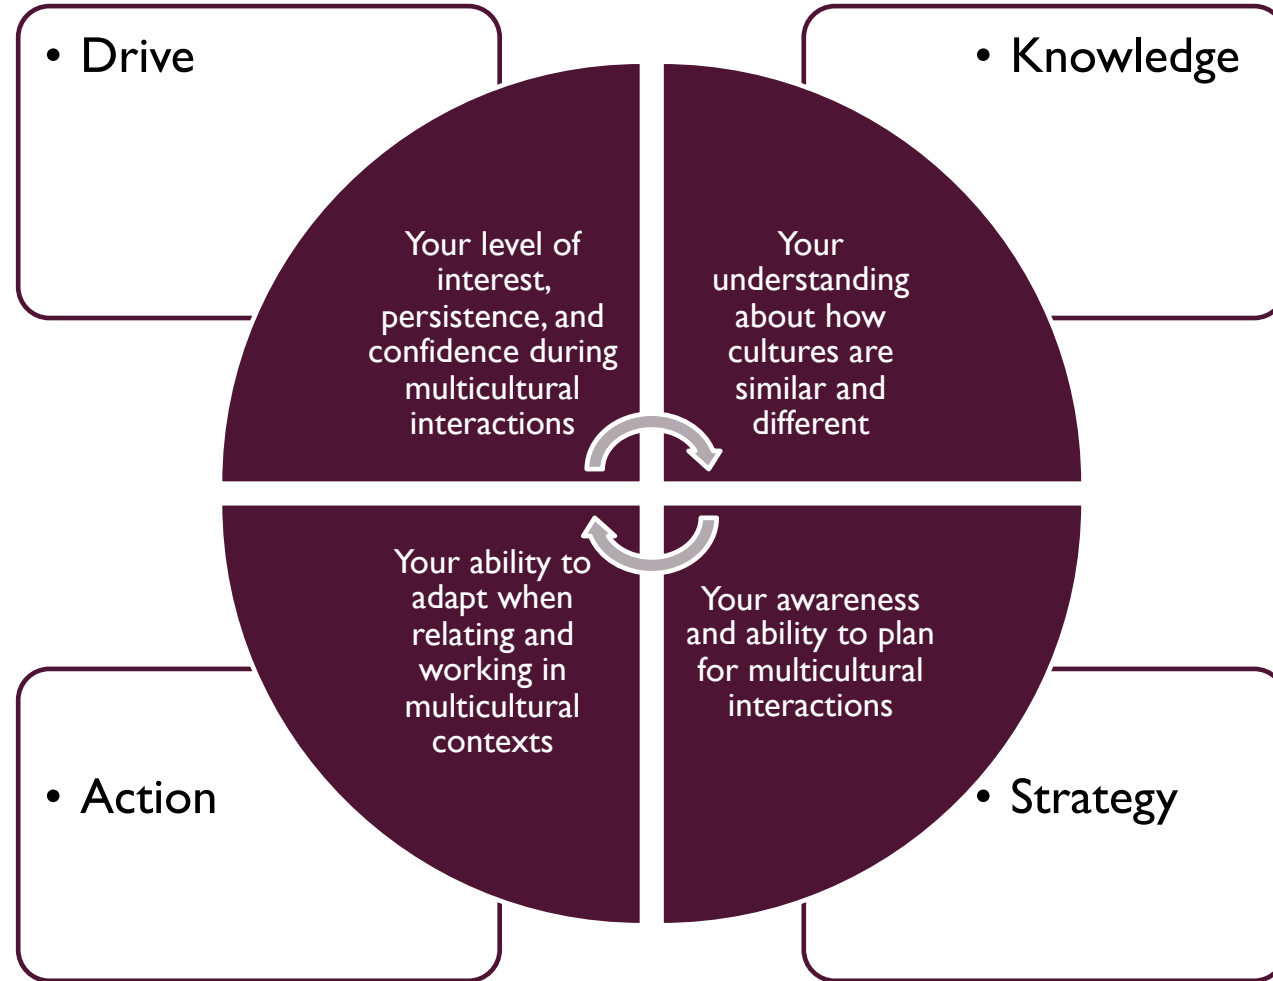 • Drive
Your level of
interest,
persistence, and
confidence during
multicultural
interactions
• Knowledge
Your
understanding
about how
cultures are
similar and
different
Your ability to
adapt when
relating and
working in
multicultural
contexts
• Action
Your awareness
and ability to plan
for multicultural
interactions
• Strategy